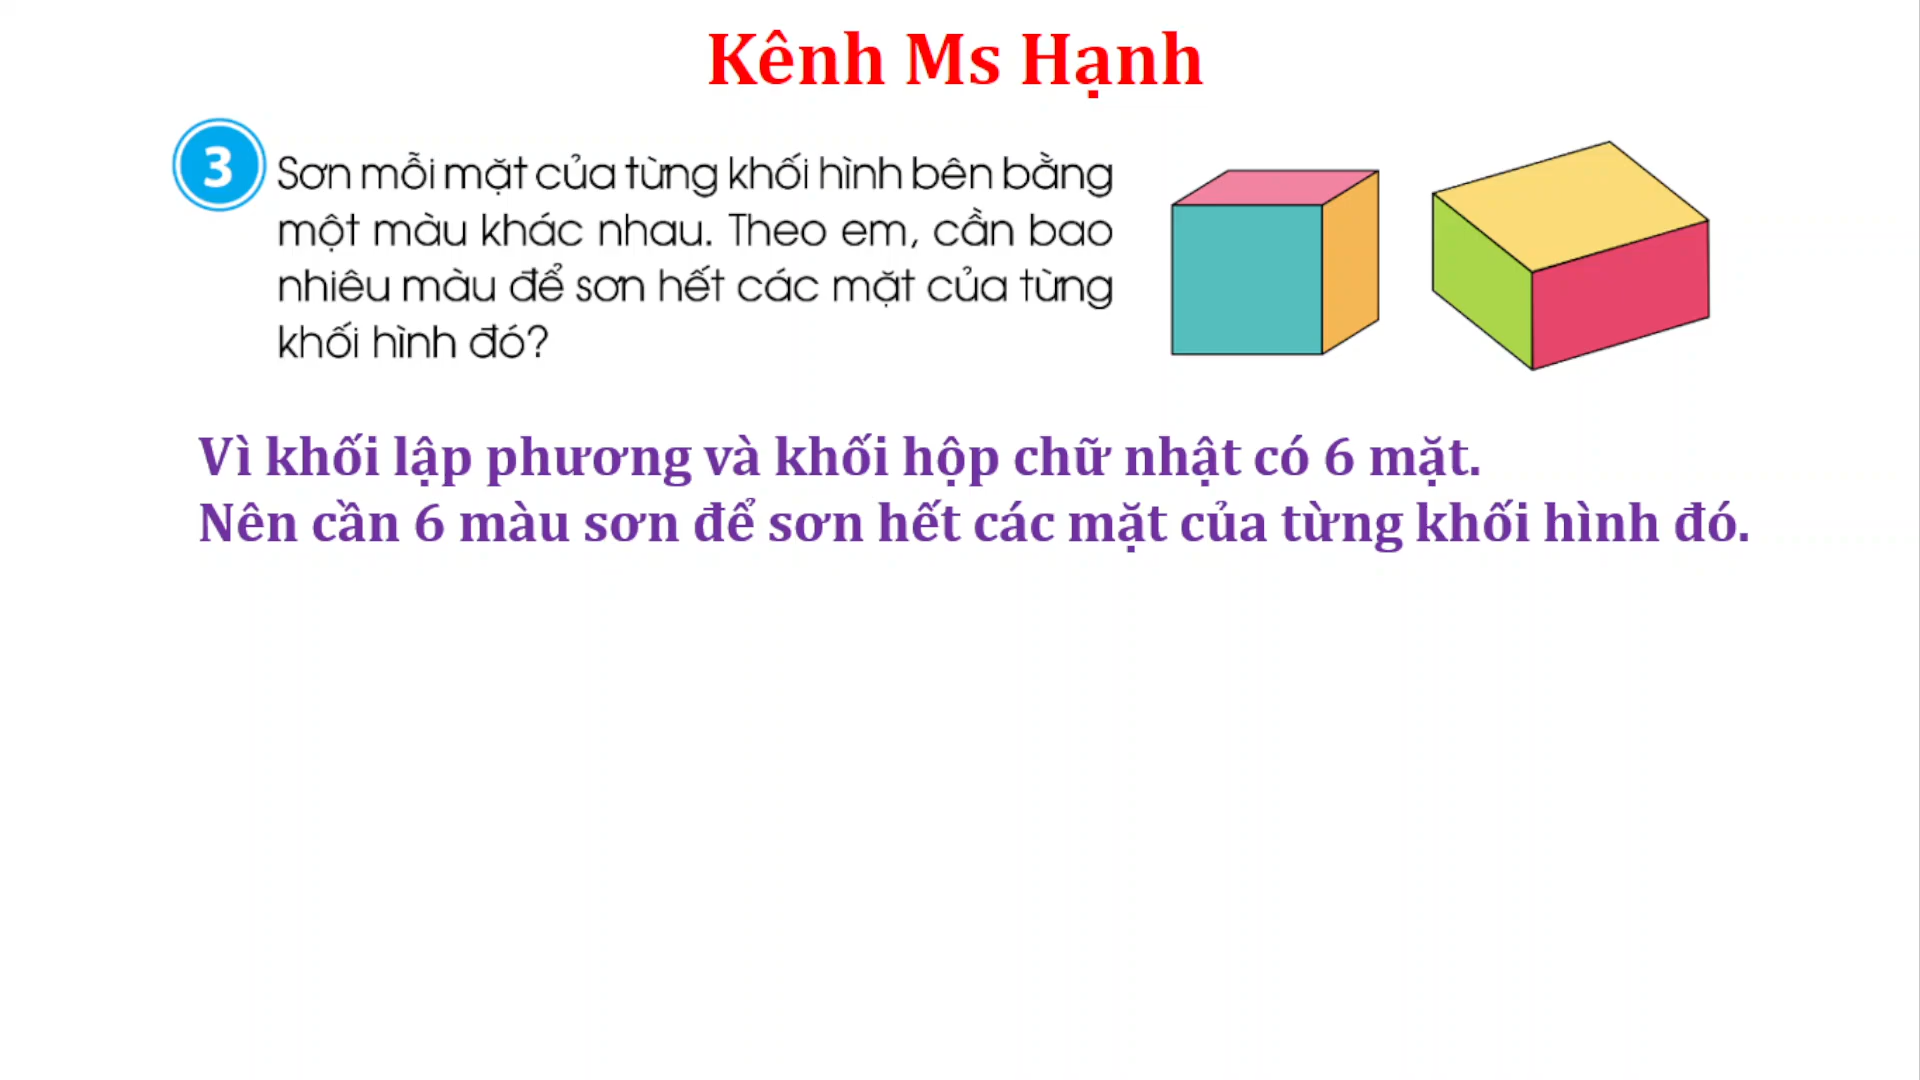 Kênh Ms Hạnh
3
Sơn mỗi mặt của từng khối hình bên bằng
một màu khác nhau. Theo em, cần bao
nhiêu màu để sơn hết các mặt của từng
khối hình đó?
Vì khối lập phương và khối hộp chữ nhật có 6 mặt.
Nên cần 6 màu sơn để sơn hết các mặt của từng khối hình đó.